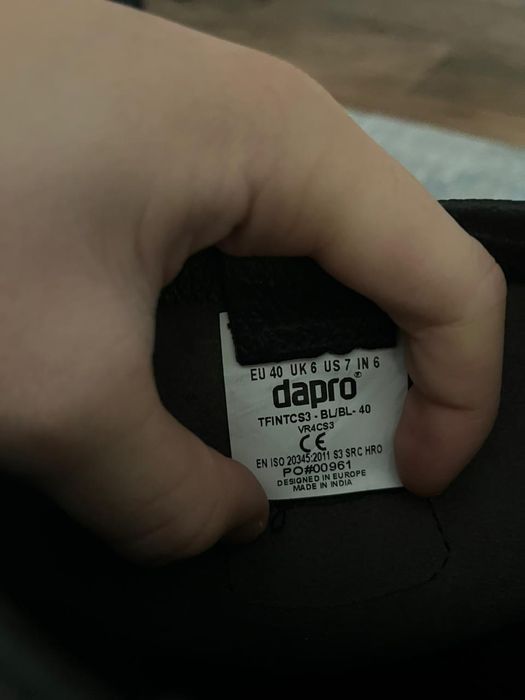 EU 40 UK 6 US 7 IN 6
dapro®
TFINTCS3 - BL/BL- 40
VR4CS3
CE
EN ISO 20345:2011 S3 SRC HRO
PO#00961
DESIGNED IN EUROPE
MADE IN INDIA